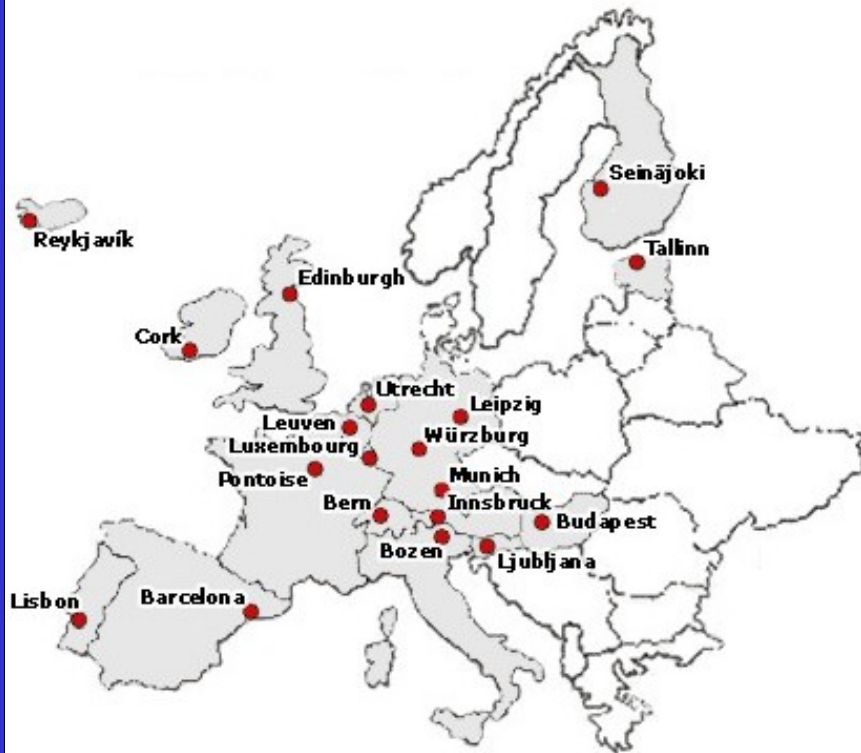 Seinäjoki
Reykjavík
Tallinn
Edinburgh
Cork
Utrecht
Leipzig
Leuven
Würzburg
Luxembourg
Pontoise
Munich
Bern
Innsbruck
Budapest
Bozen
Ljubljana
Lisbon
Barcelona